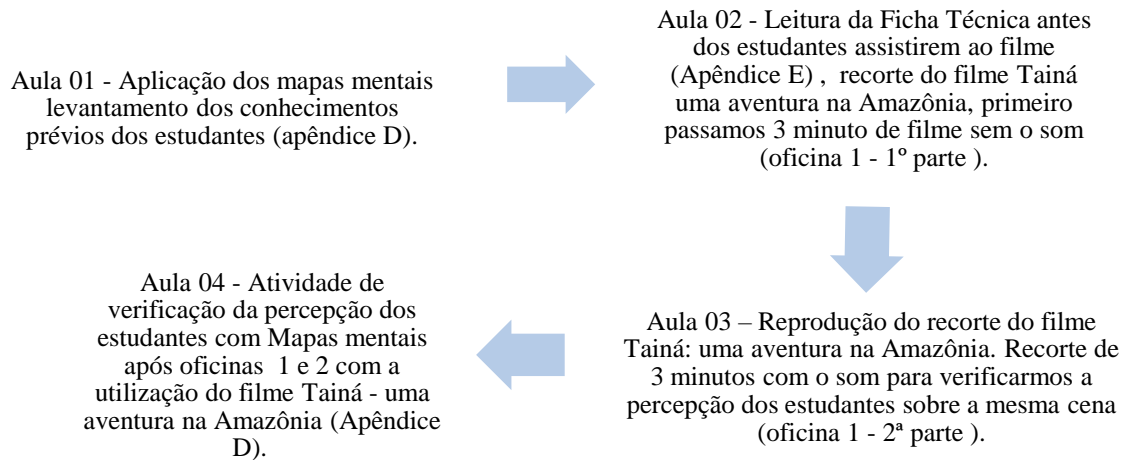 Aula 01 - Aplicação dos mapas mentais
levantamento dos conhecimentos
prévios dos estudantes (apêndice D).
Aula 02 - Leitura da Ficha Técnica antes
dos estudantes assistirem ao filme
(Apêndice E) , recorte do filme Tainá
uma aventura na Amazônia, primeiro
passamos 3 minuto de filme sem o som
(oficina 1 - 1º parte ).
Aula 03 – Reprodução do recorte do filme
Tainá: uma aventura na Amazônia. Recorte de
3 minutos com o som para verificarmos a
percepção dos estudantes sobre a mesma cena
(oficina 1 - 2ª parte ).
Aula 04 - Atividade de
verificação da percepção dos
estudantes com Mapas mentais
após oficinas 1 e 2 com a
utilização do filme Tainá - uma
aventura na Amazônia (Apêndice
D).